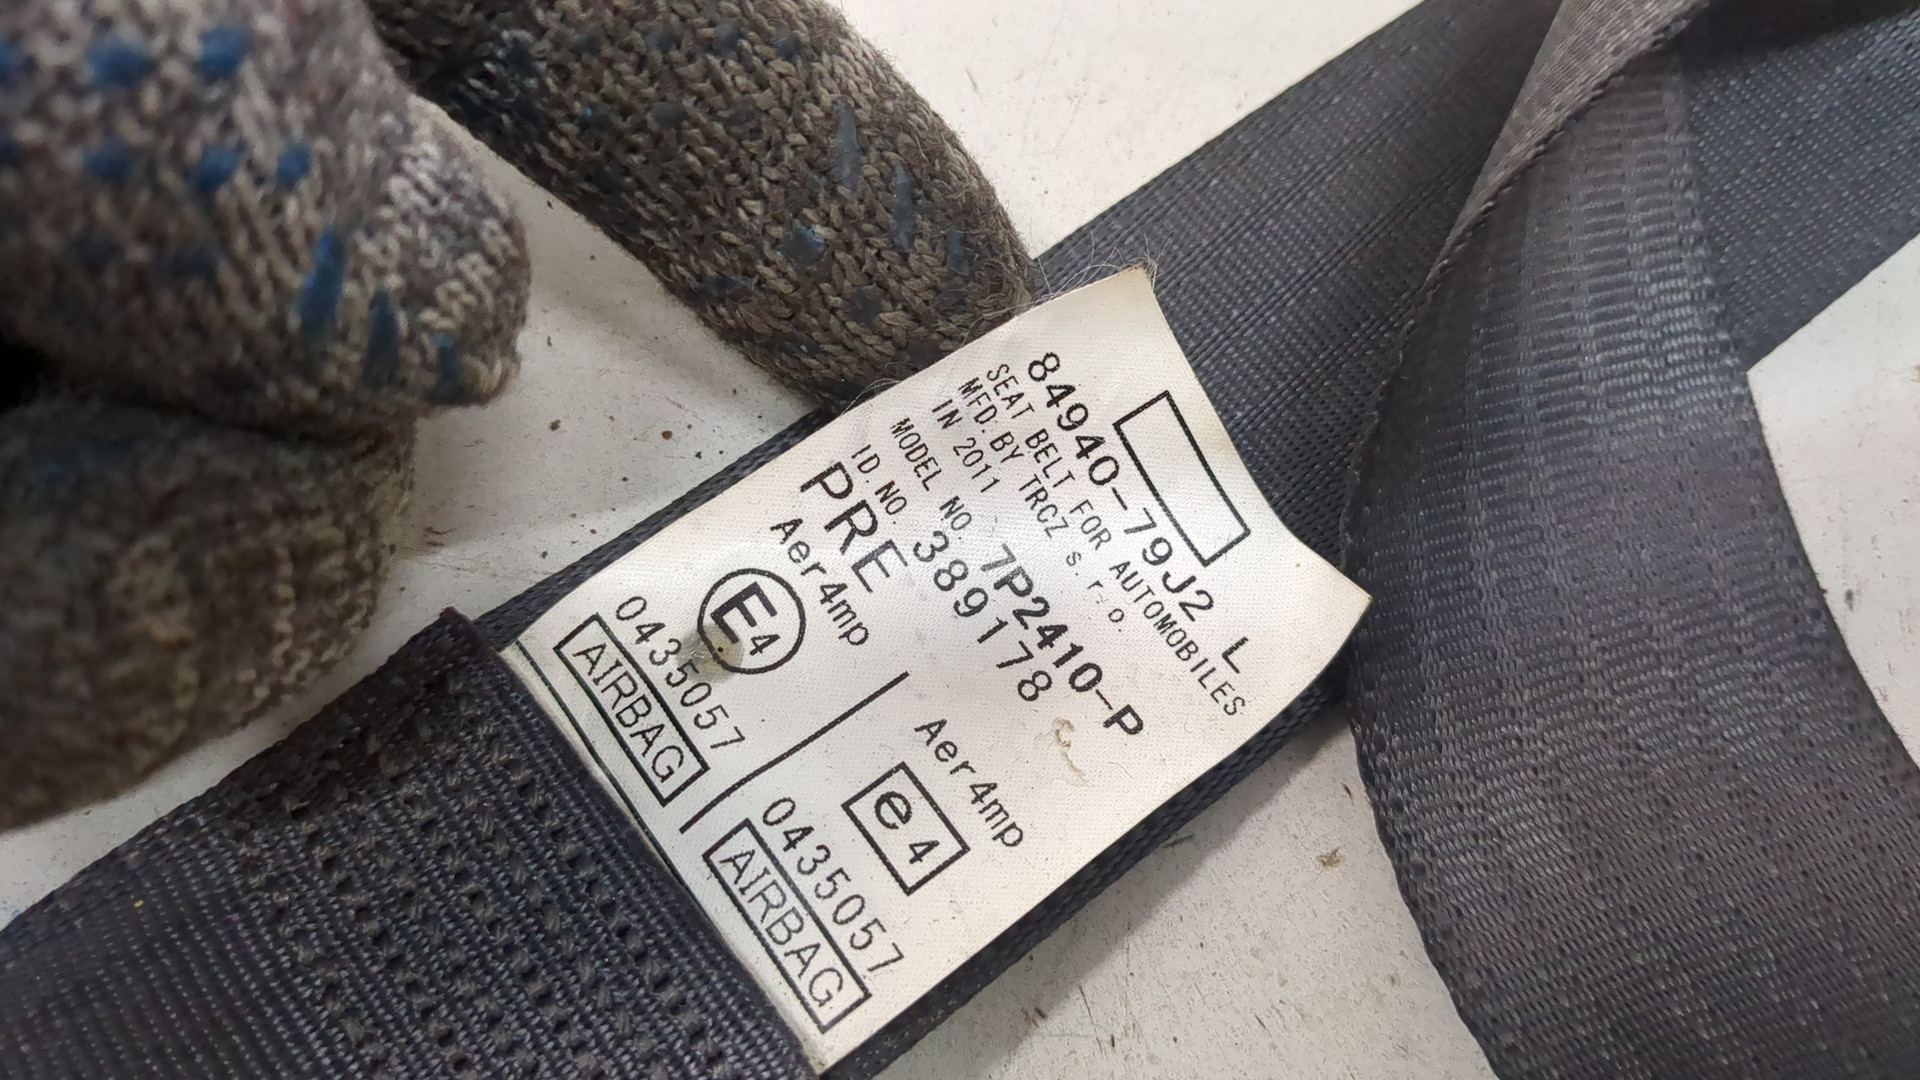 84940-79J2 L
SEAT BELT FOR AUTOMOBILES
MFD. BY TRCZ s. r. o.
IN 2011
MODEL NO. 7P2410-P
ID. NO. 389178
PRE
Aer4mp
E4
0435057
AIRBAG
Aer4mp
e4
0435057
AIRBAG